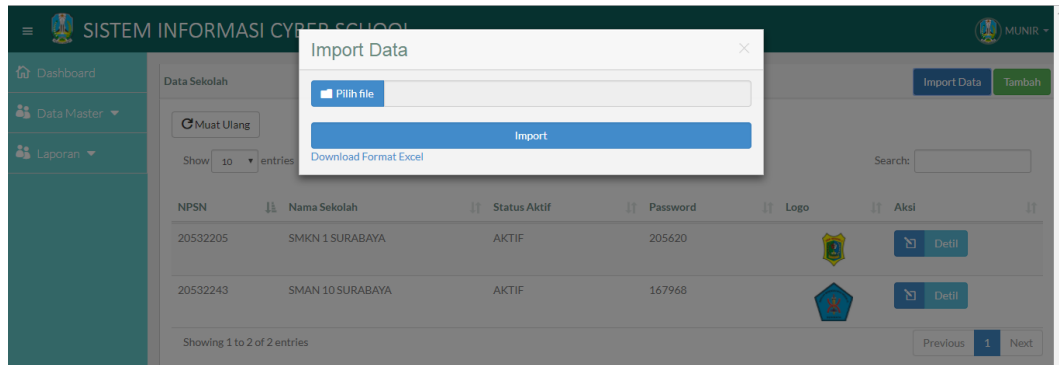 SISTEM INFORMASI CYBER SCHOOL
MUNIR
Import Data
Pilih file
Import
Download Format Excel
Dashboard
Data Master
Laporan
Data Sekolah
Import Data Tambah
Muat Ulang
Show 10 entries
Search:
NPSN Nama Sekolah Status Aktif Password Logo Aksi
20532205 SMKN 1 SURABAYA AKTIF 205620 Detil
20532243 SMAN 10 SURABAYA AKTIF 167968 Detil
Showing 1 to 2 of 2 entries
Previous 1 Next